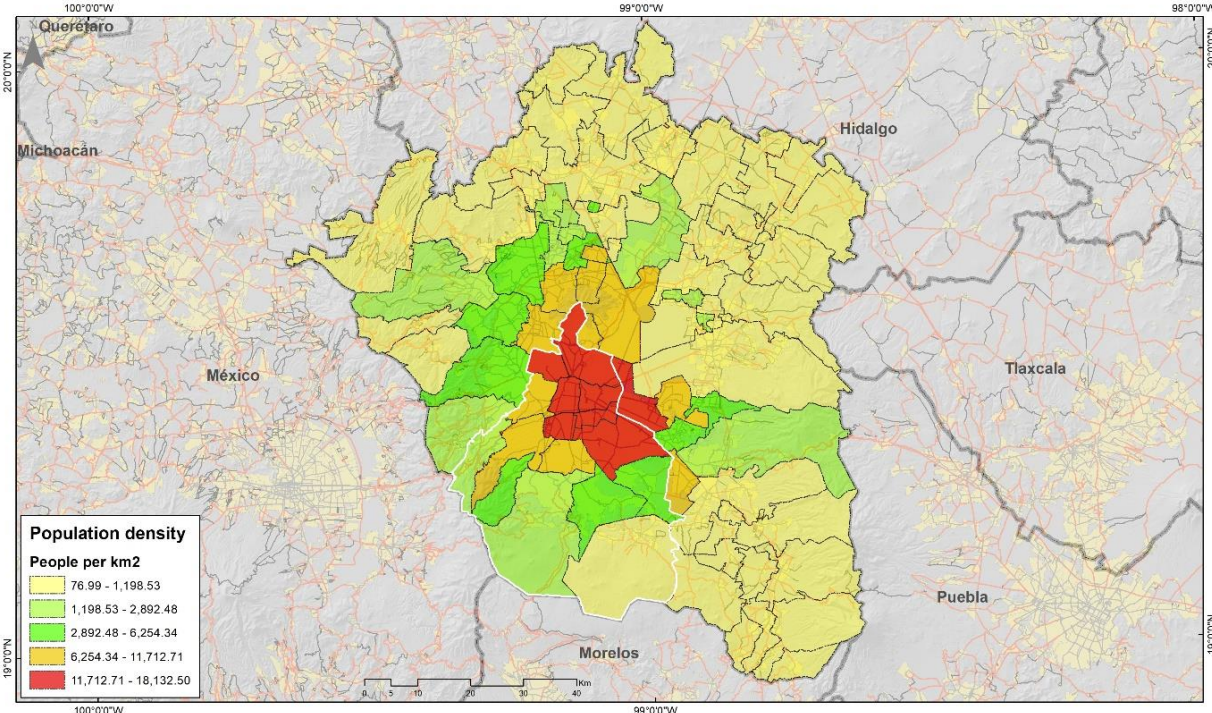 100°0'0"W
99°0'0"W
98°0'0"W
Querétaro
20°0'0"N
20°0'0"N
Hidalgo
Michoacán
México
Tlaxcala
Population density
People per km2
76.99 - 1,198.53
1,198.53 - 2,892.48
2,892.48 - 6,254.34
6,254.34 - 11,712.71
11,712.71 - 18,132.50
Puebla
Morelos
19°0'0"N
19°0'0"N
0 5 10 20 30 40 Km
100°0'0"W
99°0'0"W